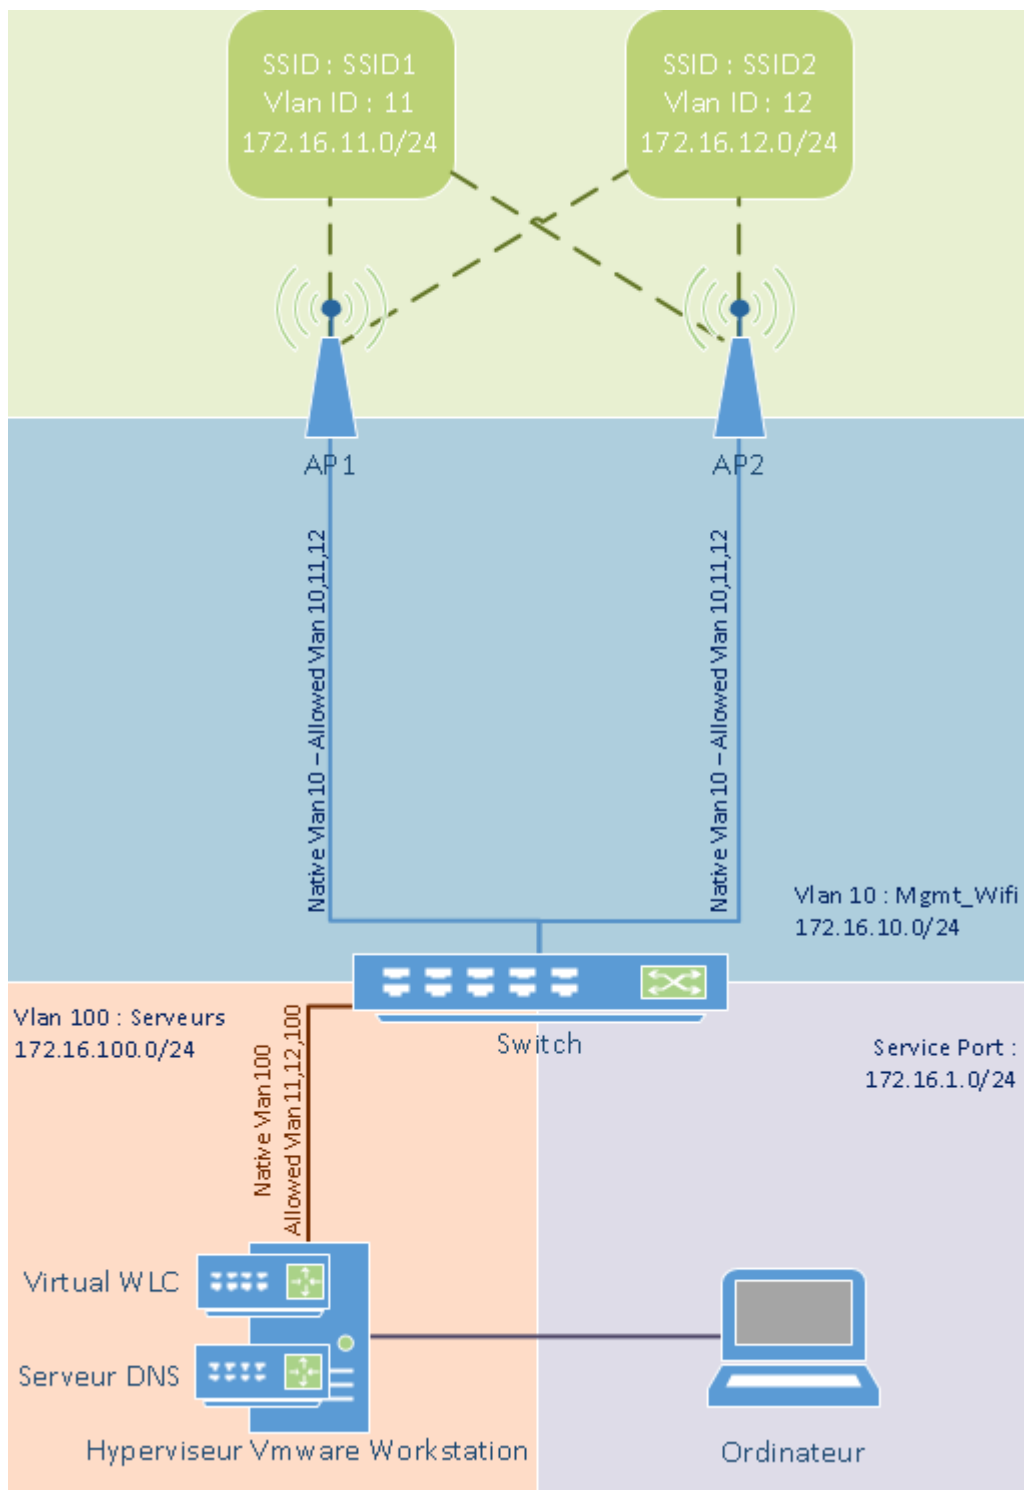 SSID : SSID1
Vlan ID : 11
172.16.11.0/24
SSID : SSID2
Vlan ID : 12
172.16.12.0/24
AP1
AP2
Native Vlan 10 – Allowed Vlan 10,11,12
Native Vlan 10 – Allowed Vlan 10,11,12
Vlan 10 : Mgmt_Wifi
172.16.10.0/24
Switch
Vlan 100 : Serveurs
172.16.100.0/24
Service Port :
172.16.1.0/24
Native Vlan 100
Allowed Vlan 11,12,100
Virtual WLC
Serveur DNS
Hyperviseur Vmware Workstation
Ordinateur